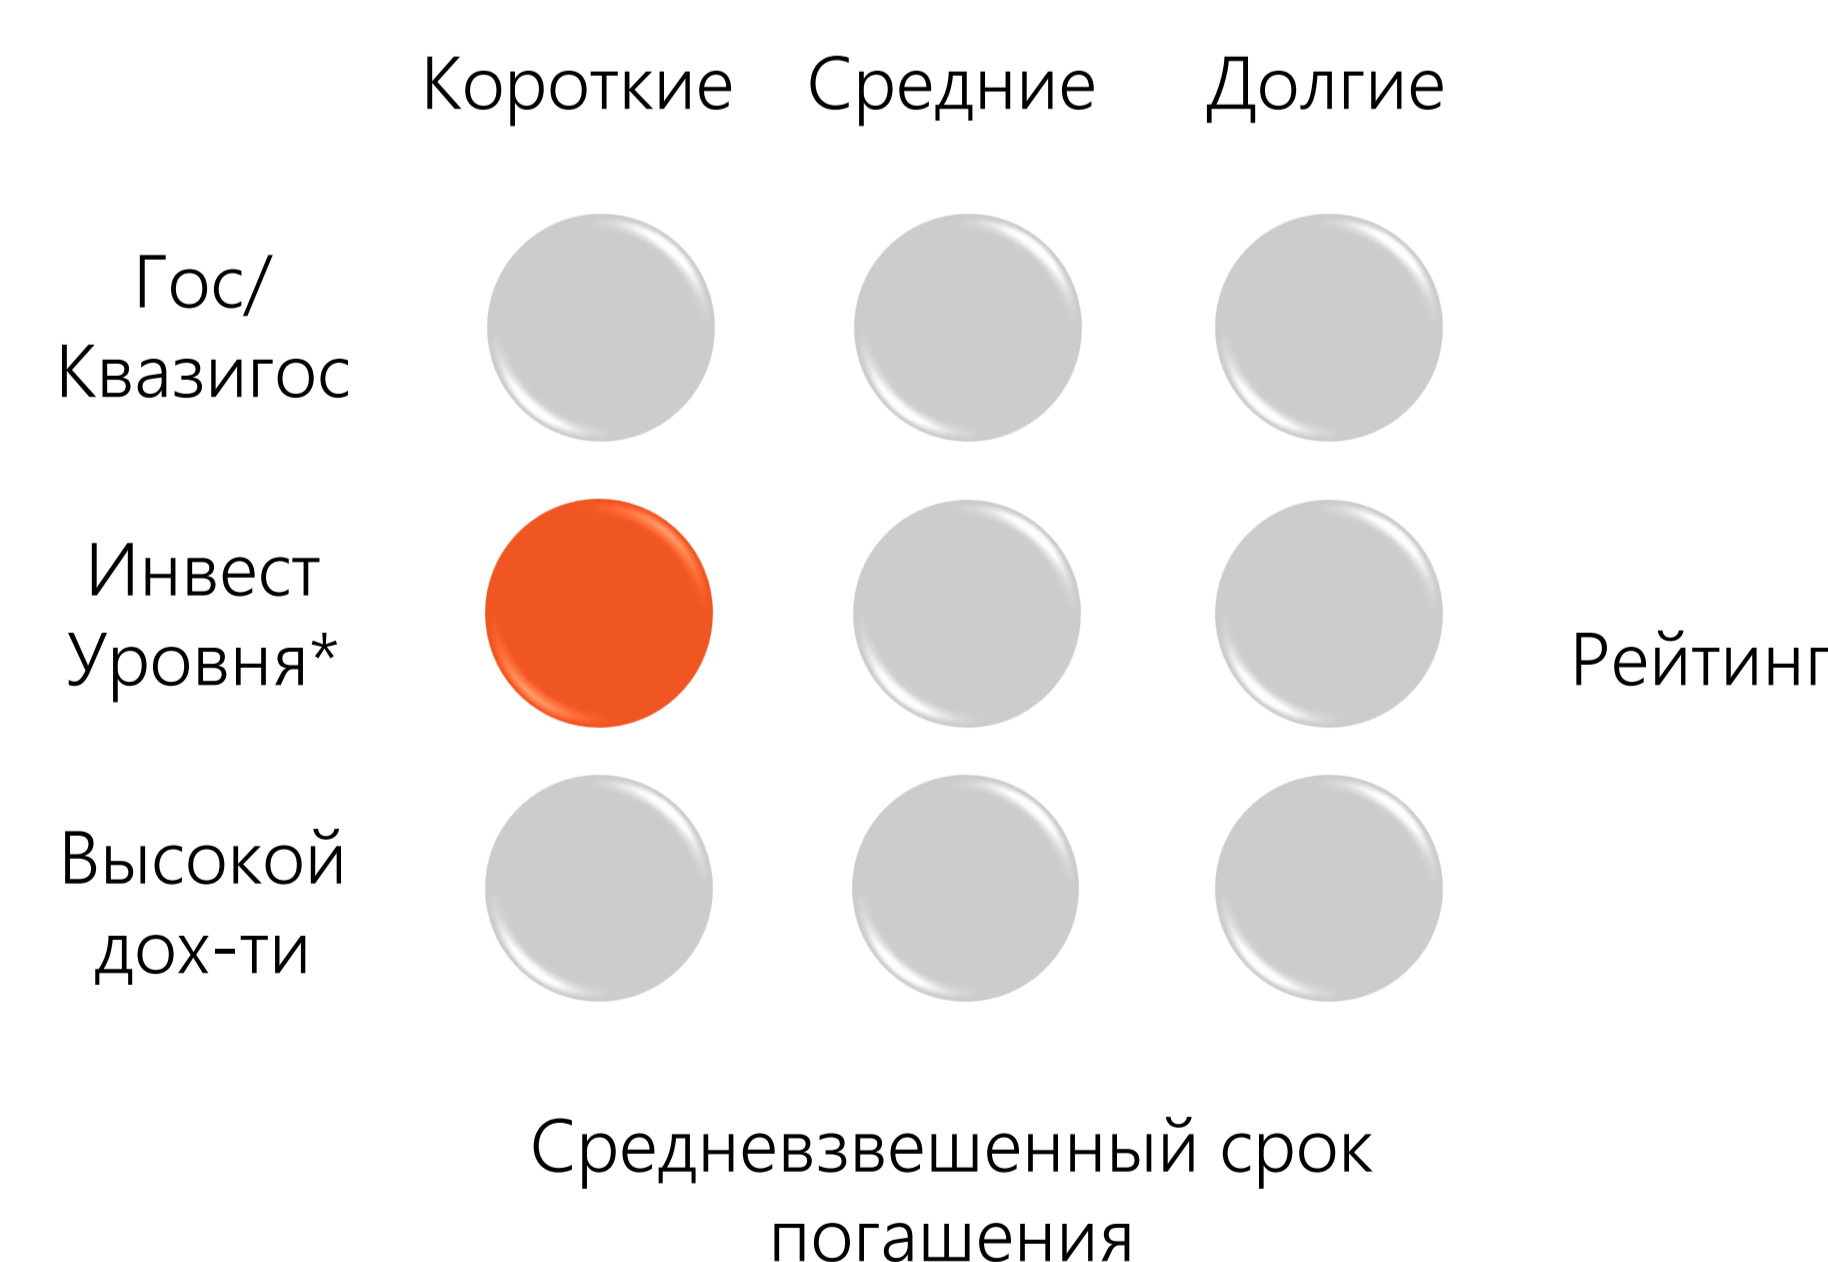 Короткие Средние Долгие
Гос/
Квазигос
Инвест
Уровня*
Рейтинг
Высокой
дох-ти
Средневзвешенный срок
погашения